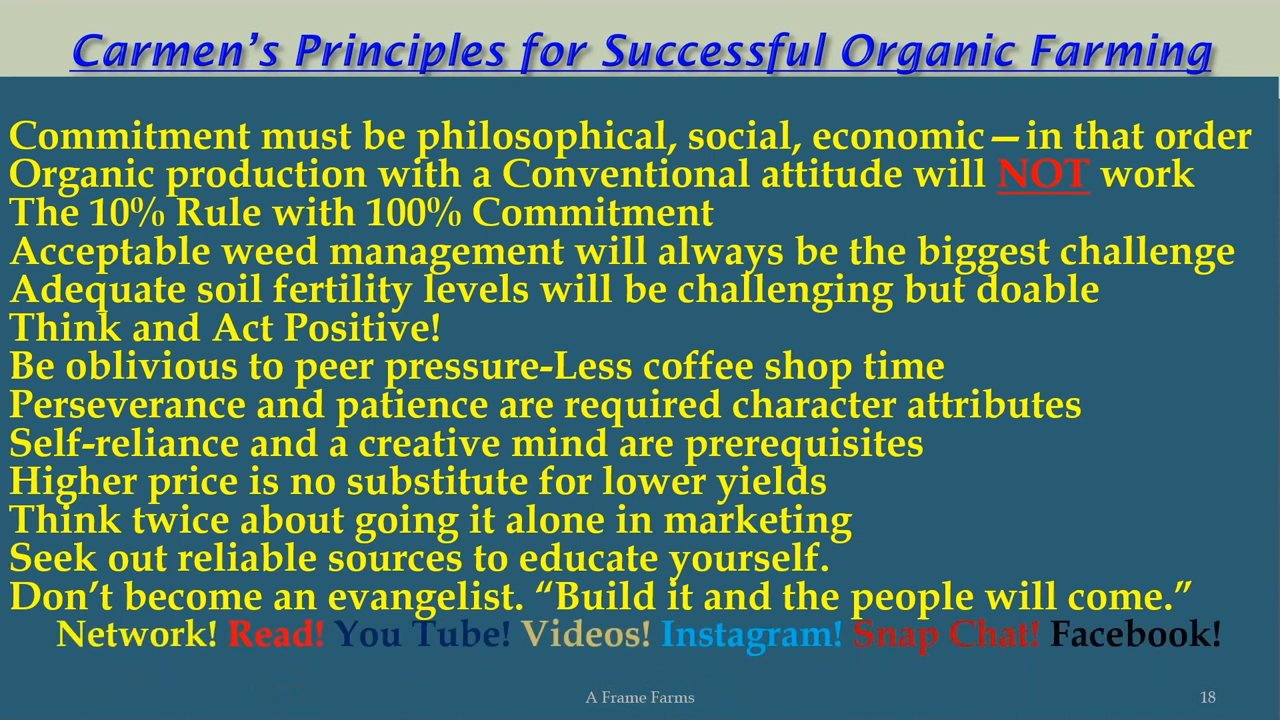 Carmen's Principles for Successful Organic Farming
Commitment must be philosophical, social, economic—in that order
Organic production with a Conventional attitude will NOT work
The 10% Rule with 100% Commitment
Acceptable weed management will always be the biggest challenge
Adequate soil fertility levels will be challenging but doable
Think and Act Positive!
Be oblivious to peer pressure-Less coffee shop time
Perseverance and patience are required character attributes
Self-reliance and a creative mind are prerequisites
Higher price is no substitute for lower yields
Think twice about going it alone in marketing
Seek out reliable sources to educate yourself.
Don't become an evangelist. “Build it and the people will come.”
Network! Read! You Tube! Videos! Instagram! Snap Chat! Facebook!
A Frame Farms
18